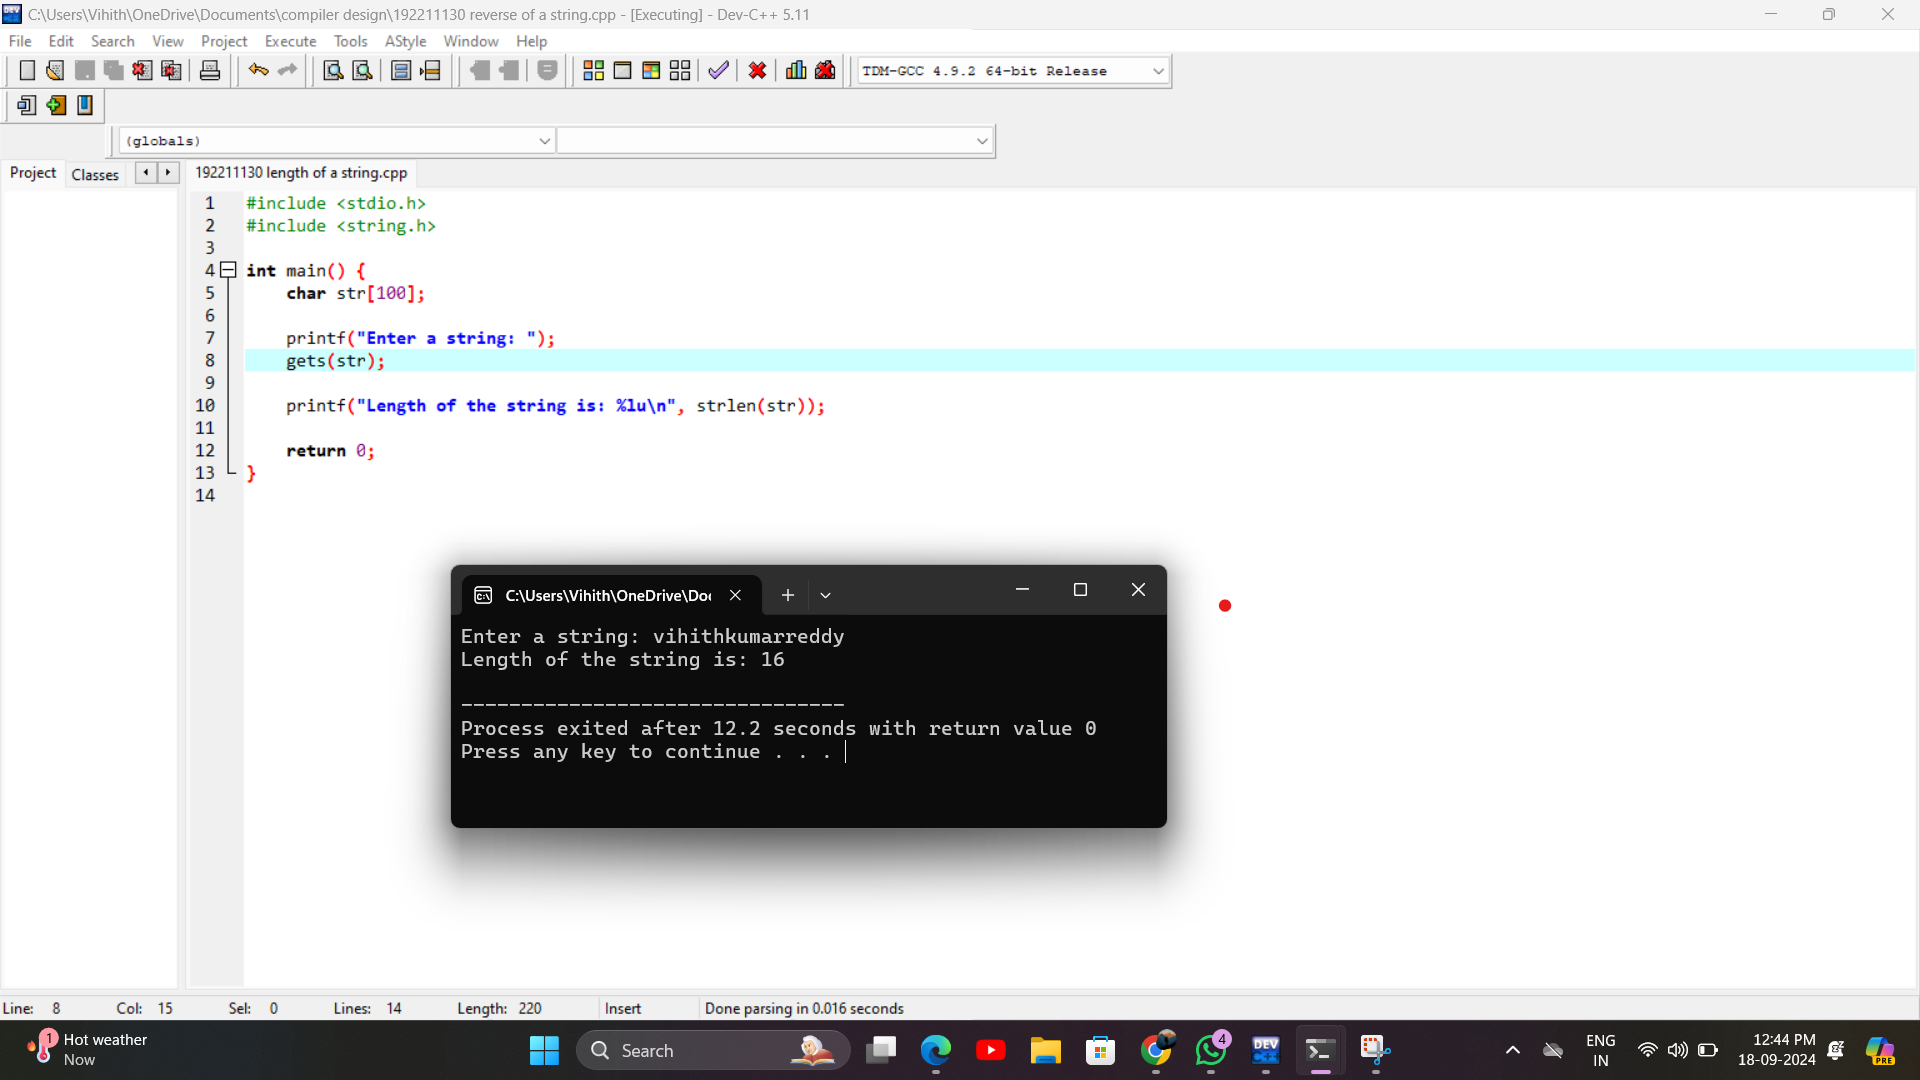 C:\Users\Vihith\OneDrive\Documents\compiler design\192211130 reverse of a string.cpp - [Executing] - Dev-C++ 5.11
File Edit Search View Project Execute Tools AStyle Window Help
TDM-GCC 4.9.2 64-bit Release
(globals)
Project Classes 192211130 length of a string.cpp
1 #include <stdio.h>
2 #include <string.h>
3
4 int main() {
5 char str[100];
6
7 printf("Enter a string: ");
8 gets(str);
9
10 printf("Length of the string is: %lu\n", strlen(str));
11
12 return 0;
13 }
14
C:\Users\Vihith\OneDrive\Doc
Enter a string: vihithkumarreddy
Length of the string is: 16
--------------------------------
Process exited after 12.2 seconds with return value 0
Press any key to continue . . .
Line: 8 Col: 15 Sel: 0 Lines: 14 Length: 220 Insert Done parsing in 0.016 seconds
1 Hot weather
Now
Search
DEV C++
4
PRE
ENG
IN
12:44 PM
18-09-2024